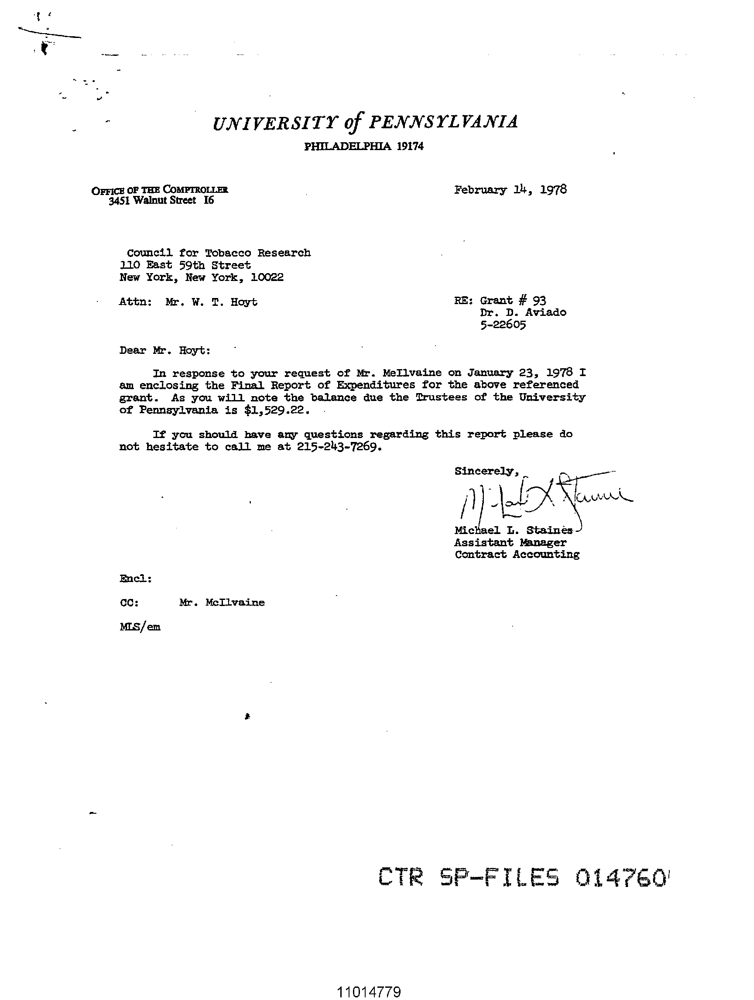 UNIVERSITY of PENNSYLVANIA
PHILADELPHIA 19174
OFFICE OF THE COMPTROLLER
3451 Walnut Street I6
February 14, 1978
Council for Tobacco Research
110 East 59th Street
New York, New York, 10022
Attn: Mr. W. T. Hoyt
RE: Grant # 93
Dr. D. Aviado
5-22605
Dear Mr. Hoyt:
In response to your request of Mr. MeIlvaine on January 23, 1978 I
am enclosing the Final Report of Expenditures for the above referenced
grant. As you will note the balance due the Trustees of the University
of Pennsylvania is $1,529.22.
If you should have any questions regarding this report please do
not hesitate to call me at 215-243-7269.
Sincerely,
Michael L. Staines
Assistant Manager
Contract Accounting
Encl:
CC: Mr. McIlvaine
MLS/em
CTR SP-FILES 014760
11014779